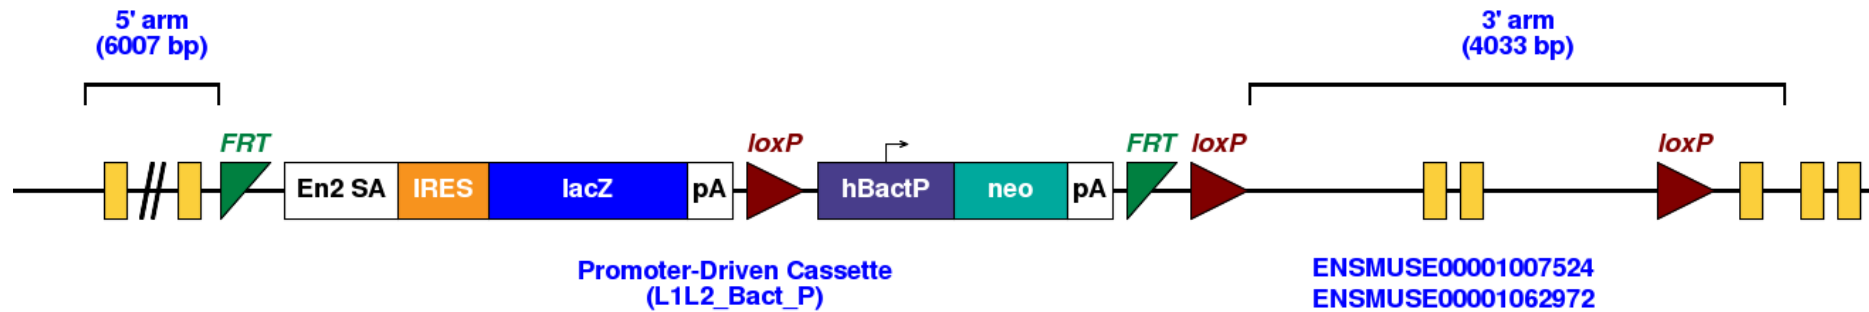 5' arm
(6007 bp)
3' arm
(4033 bp)
FRT
loxP
FRT
loxP
loxP
En2 SA
IRES
lacZ
pA
hBactP
neo
pA
Promoter-Driven Cassette
(L1L2_Bact_P)
ENSMUSE00001007524
ENSMUSE00001062972